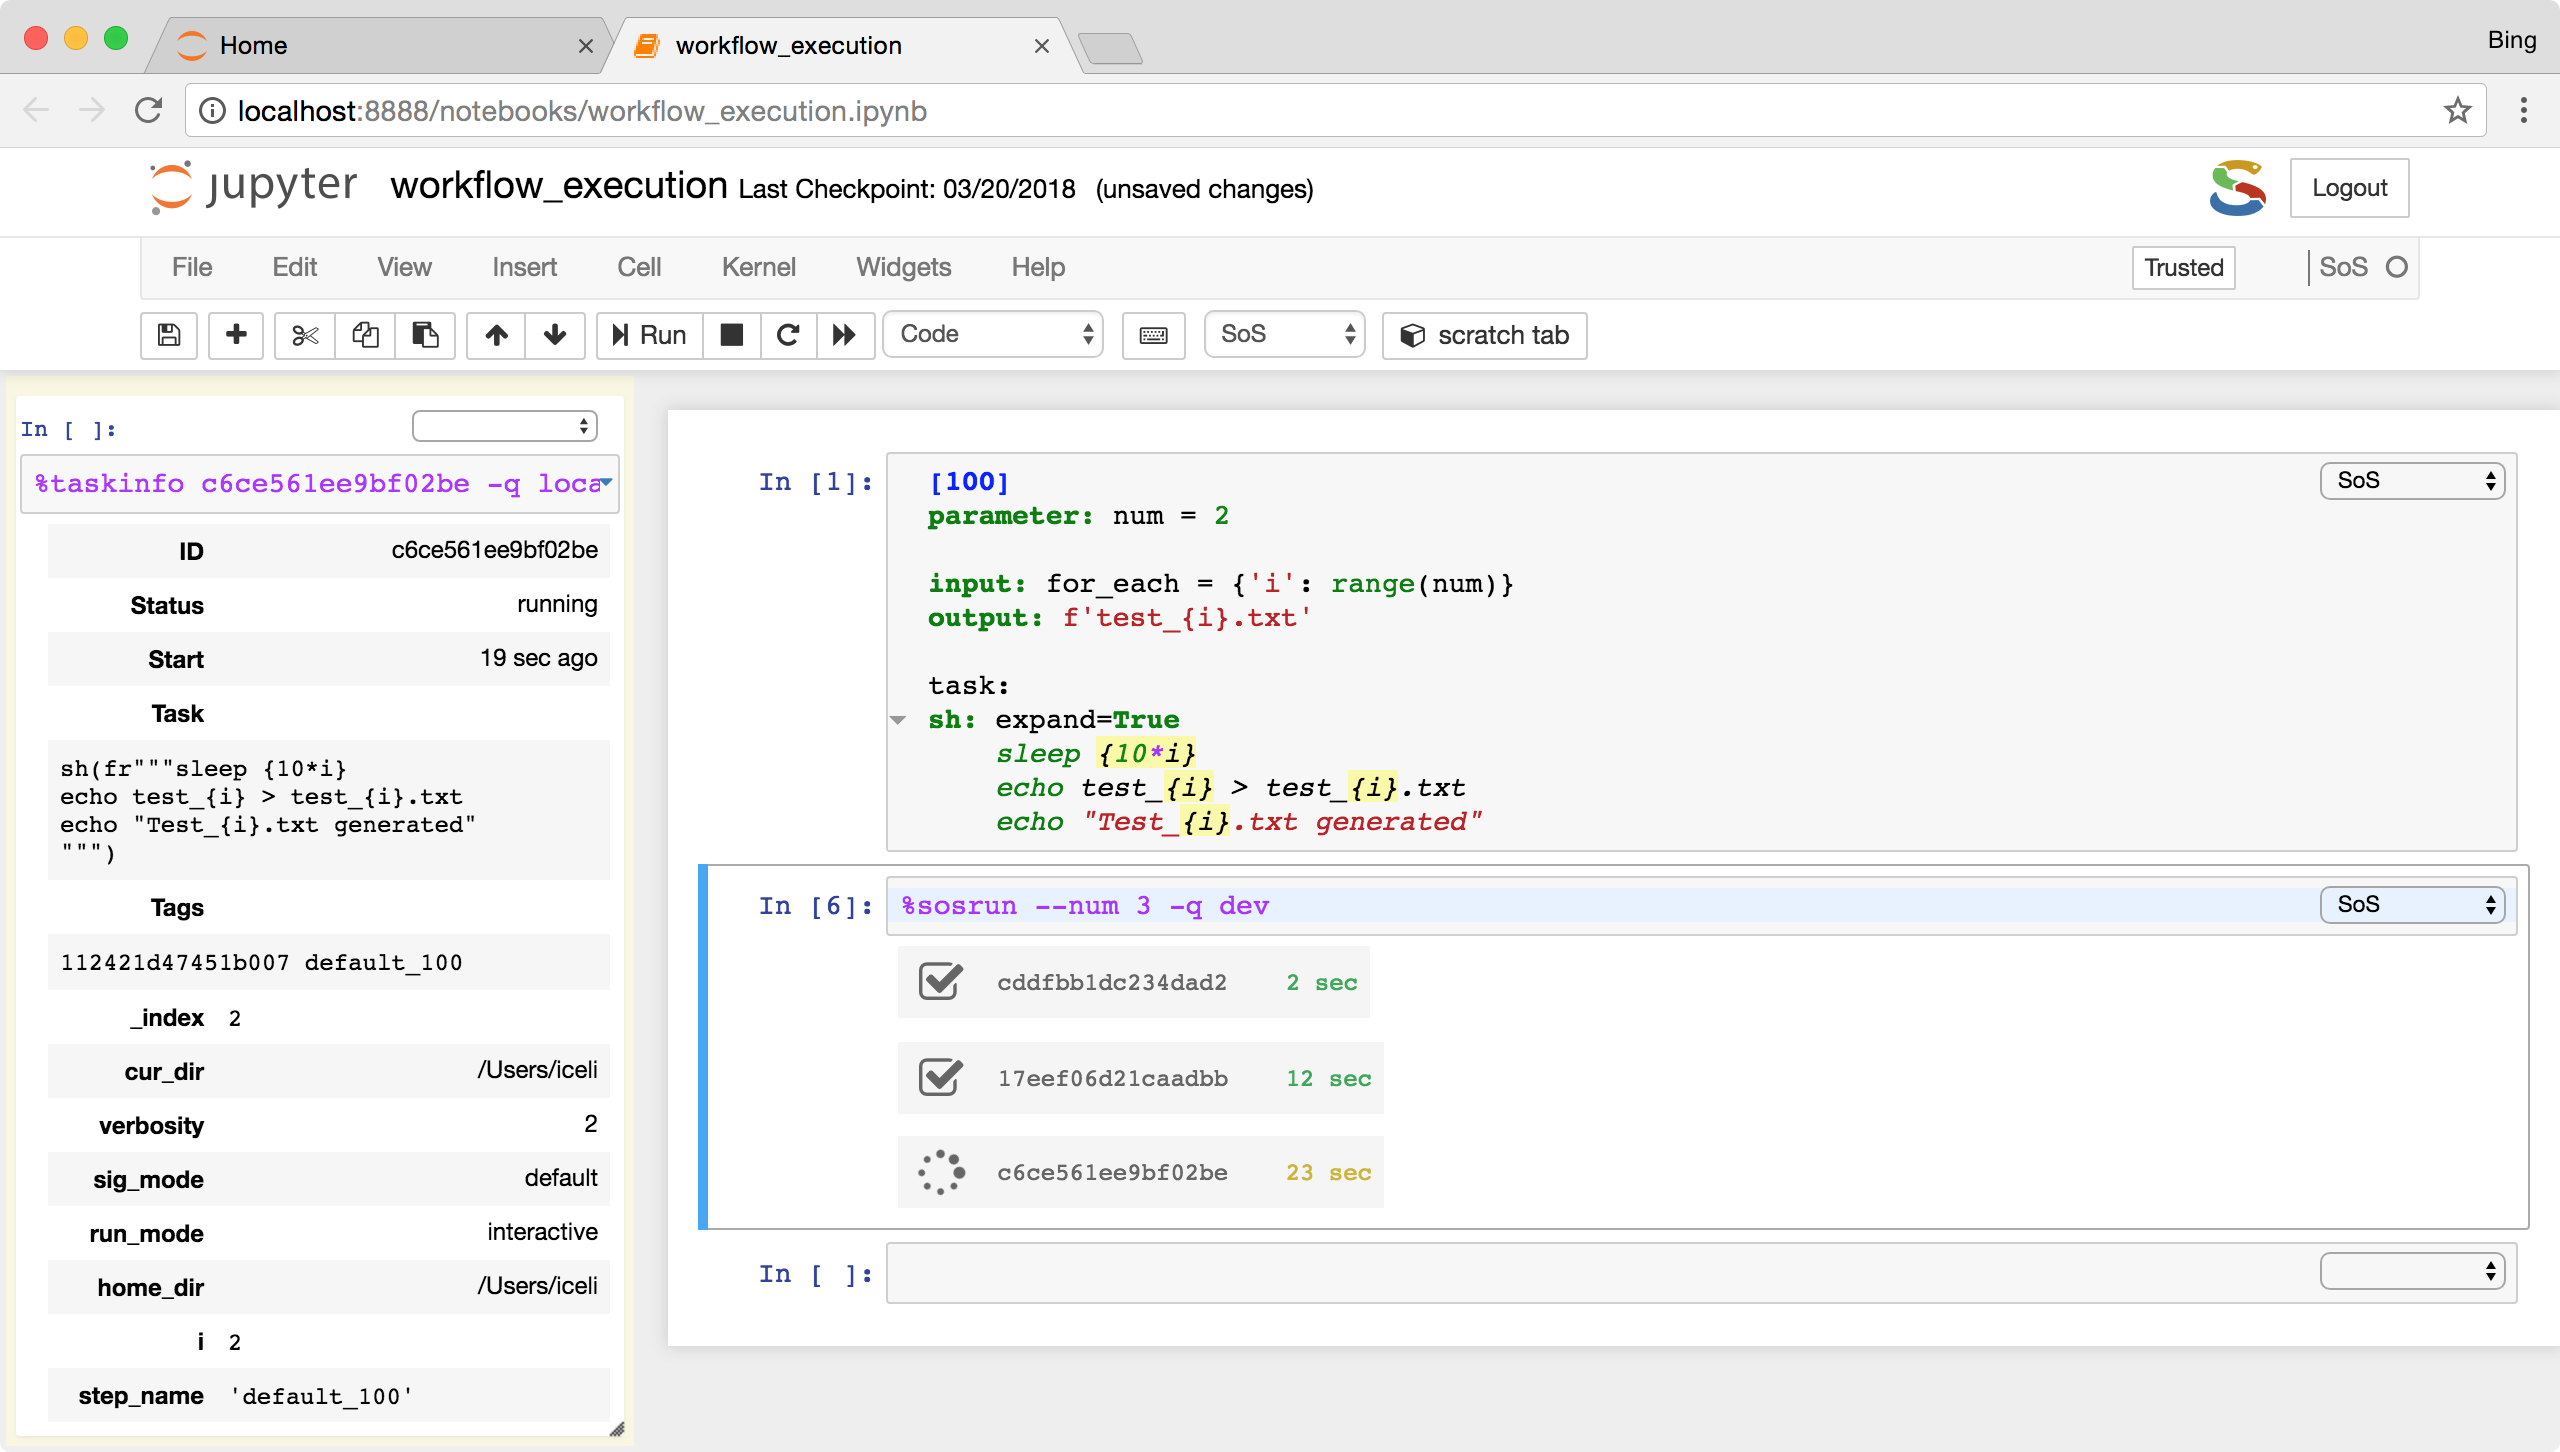 Home
workflow_execution
Bing
localhost:8888/notebooks/workflow_execution.ipynb
jupyter workflow_execution Last Checkpoint: 03/20/2018 (unsaved changes)
Logout
File Edit View Insert Cell Kernel Widgets Help
Trusted SoS
Run Code SoS scratch tab
In [ ]:
%taskinfo c6ce561ee9bf02be -q loca
ID c6ce561ee9bf02be
Status running
Start 19 sec ago
Task
sh(fr"""sleep {10*i}
echo test_{i} > test_{i}.txt
echo "Test_{i}.txt generated"
""")
Tags
112421d47451b007 default_100
_index 2
cur_dir /Users/iceli
verbosity 2
sig_mode default
run_mode interactive
home_dir /Users/iceli
i 2
step_name 'default_100'
In [1]: [100] SoS
parameter: num = 2
input: for_each = {'i': range(num)}
output: f'test_{i}.txt'
task:
sh: expand=True
sleep {10*i}
echo test_{i} > test_{i}.txt
echo "Test_{i}.txt generated"
In [6]: %sosrun --num 3 -q dev SoS
cddfbb1dc234dad2 2 sec
17eef06d21caadbb 12 sec
c6ce561ee9bf02be 23 sec
In [ ]: